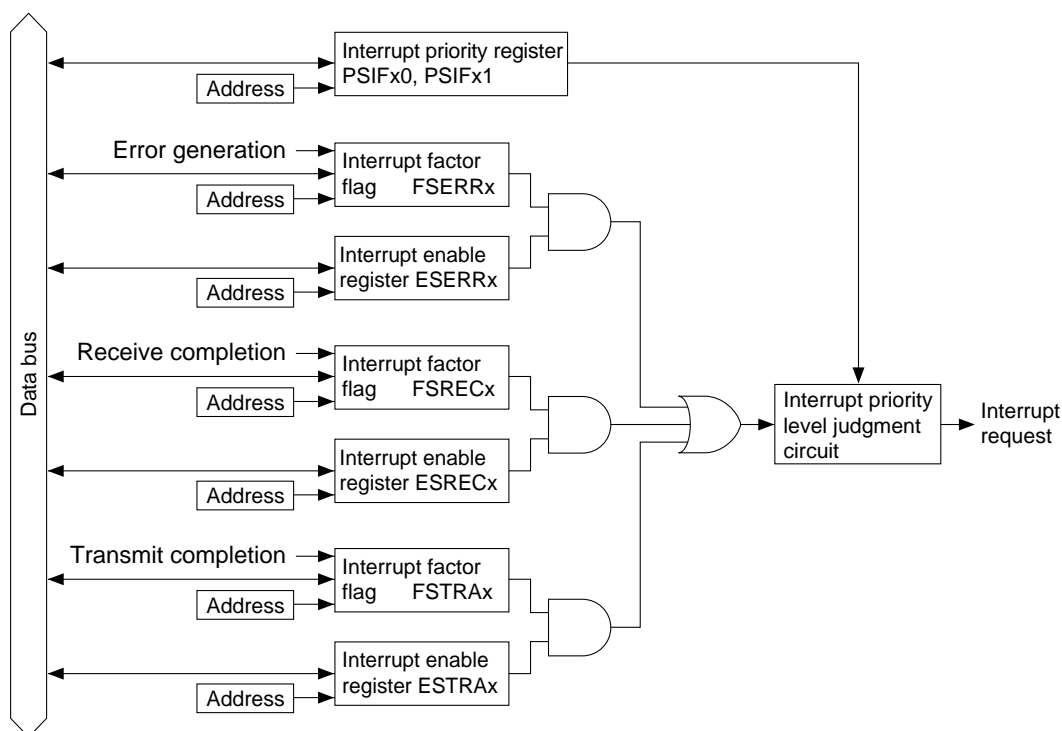 Interrupt priority register
PSIFx0, PSIFx1
Address
Error generation
Interrupt factor
flag FSERRx
Address
Interrupt enable
register ESERRx
Address
Data bus
Receive completion
Interrupt factor
flag FSRECx
Address
Interrupt enable
register ESRECx
Address
Interrupt priority
level judgment
circuit
Interrupt
request
Transmit completion
Interrupt factor
flag FSTRAx
Address
Interrupt enable
register ESTRAx
Address